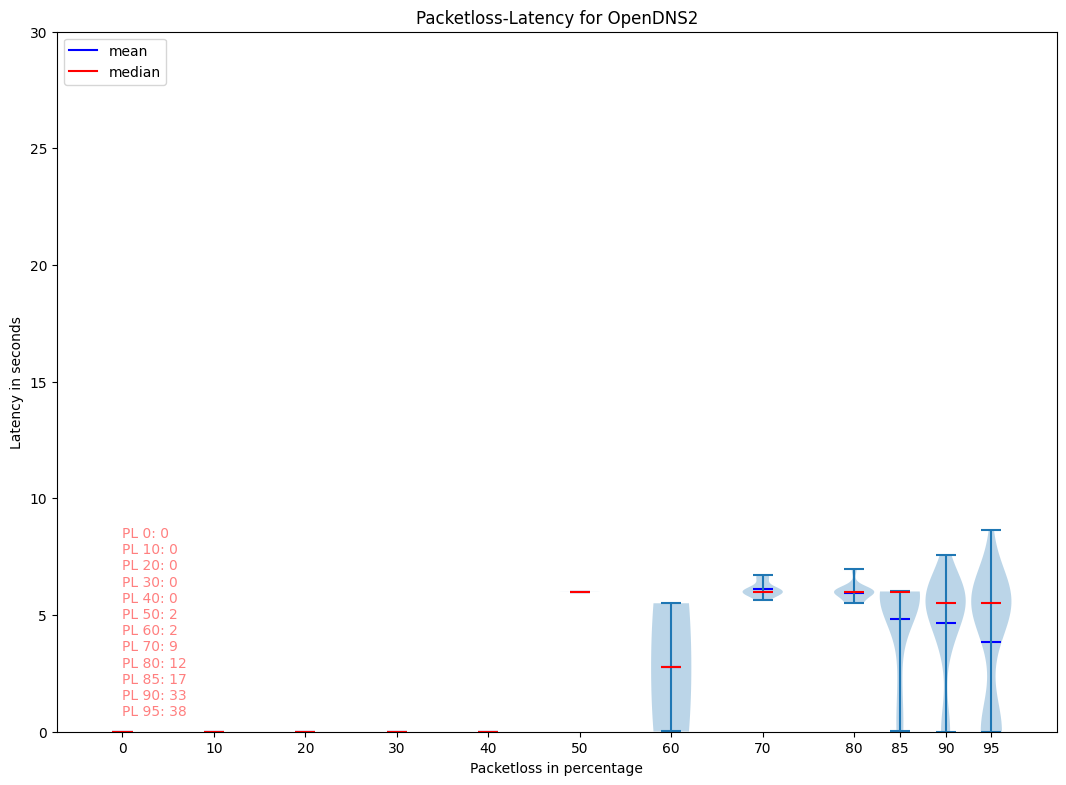 Packetloss-Latency for OpenDNS2
mean
median
30
25
20
15
10
5
0
Latency in seconds
PL 0: 0
PL 10: 0
PL 20: 0
PL 30: 0
PL 40: 0
PL 50: 2
PL 60: 2
PL 70: 9
PL 80: 12
PL 85: 17
PL 90: 33
PL 95: 38
0 10 20 30 40 50 60 70 80 85 90 95
Packetloss in percentage